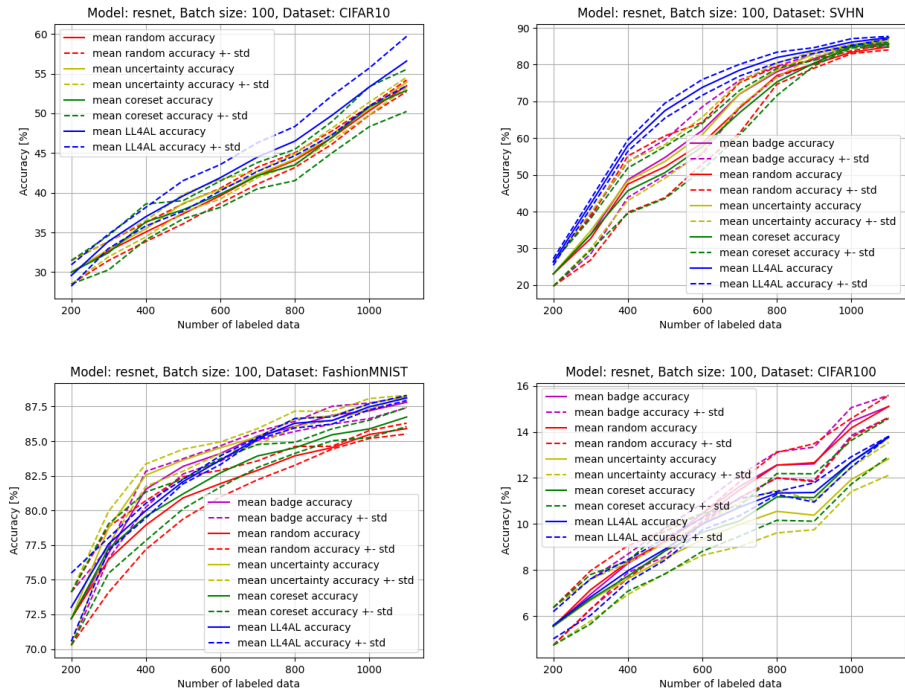 Model: resnet, Batch size: 100, Dataset: CIFAR10
60
55
50
45
40
35
30
Accuracy [%]
mean random accuracy
mean random accuracy +- std
mean uncertainty accuracy
mean uncertainty accuracy +- std
mean coreset accuracy
mean coreset accuracy +- std
mean LL4AL accuracy
mean LL4AL accuracy +- std
200 400 600 800 1000
Number of labeled data
Model: resnet, Batch size: 100, Dataset: SVHN
90
80
70
60
50
40
30
20
Accuracy [%]
mean badge accuracy
mean badge accuracy +- std
mean random accuracy
mean random accuracy +- std
mean uncertainty accuracy
mean uncertainty accuracy +- std
mean coreset accuracy
mean coreset accuracy +- std
mean LL4AL accuracy
mean LL4AL accuracy +- std
200 400 600 800 1000
Number of labeled data
Model: resnet, Batch size: 100, Dataset: FashionMNIST
87.5
85.0
82.5
80.0
77.5
75.0
72.5
70.0
Accuracy [%]
mean badge accuracy
mean badge accuracy +- std
mean random accuracy
mean random accuracy +- std
mean uncertainty accuracy
mean uncertainty accuracy +- std
mean coreset accuracy
mean coreset accuracy +- std
mean LL4AL accuracy
mean LL4AL accuracy +- std
200 400 600 800 1000
Number of labeled data
Model: resnet, Batch size: 100, Dataset: CIFAR100
16
14
12
10
8
6
Accuracy [%]
mean badge accuracy
mean badge accuracy +- std
mean random accuracy
mean random accuracy +- std
mean uncertainty accuracy
mean uncertainty accuracy +- std
mean coreset accuracy
mean coreset accuracy +- std
mean LL4AL accuracy
mean LL4AL accuracy +- std
200 400 600 800 1000
Number of labeled data